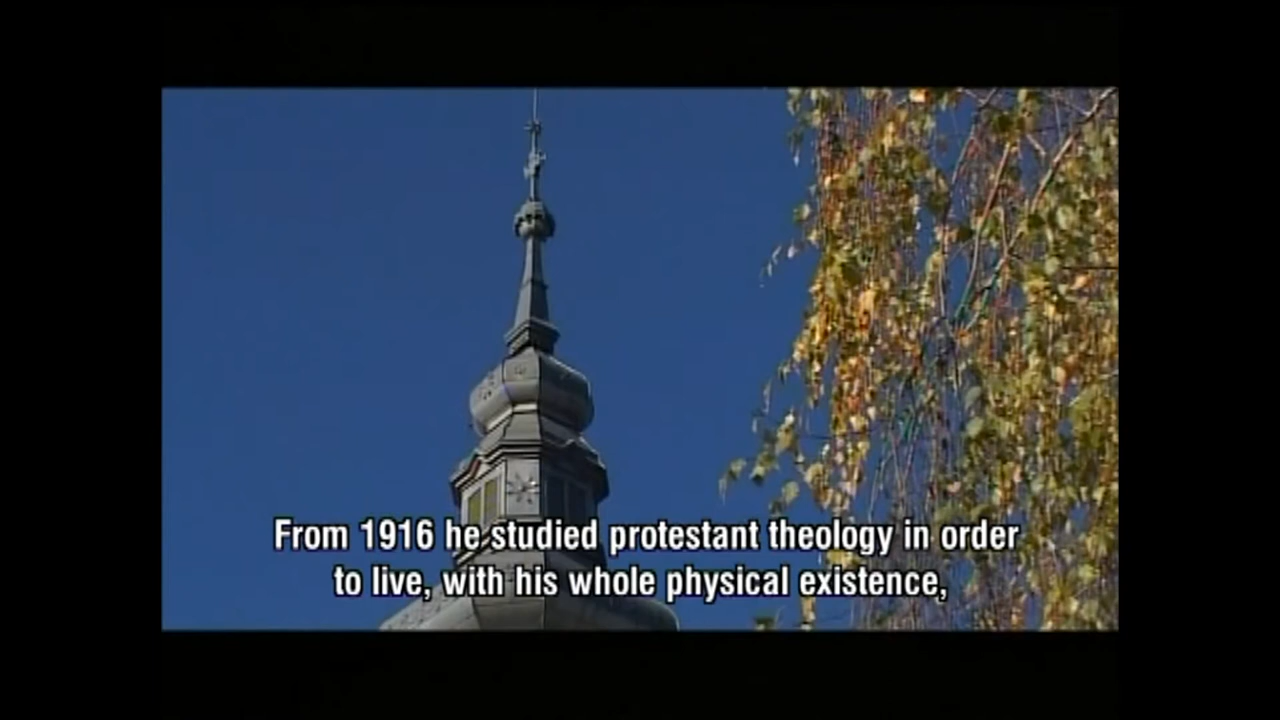 From 1916 he studied protestant theology in order
to live, with his whole physical existence,